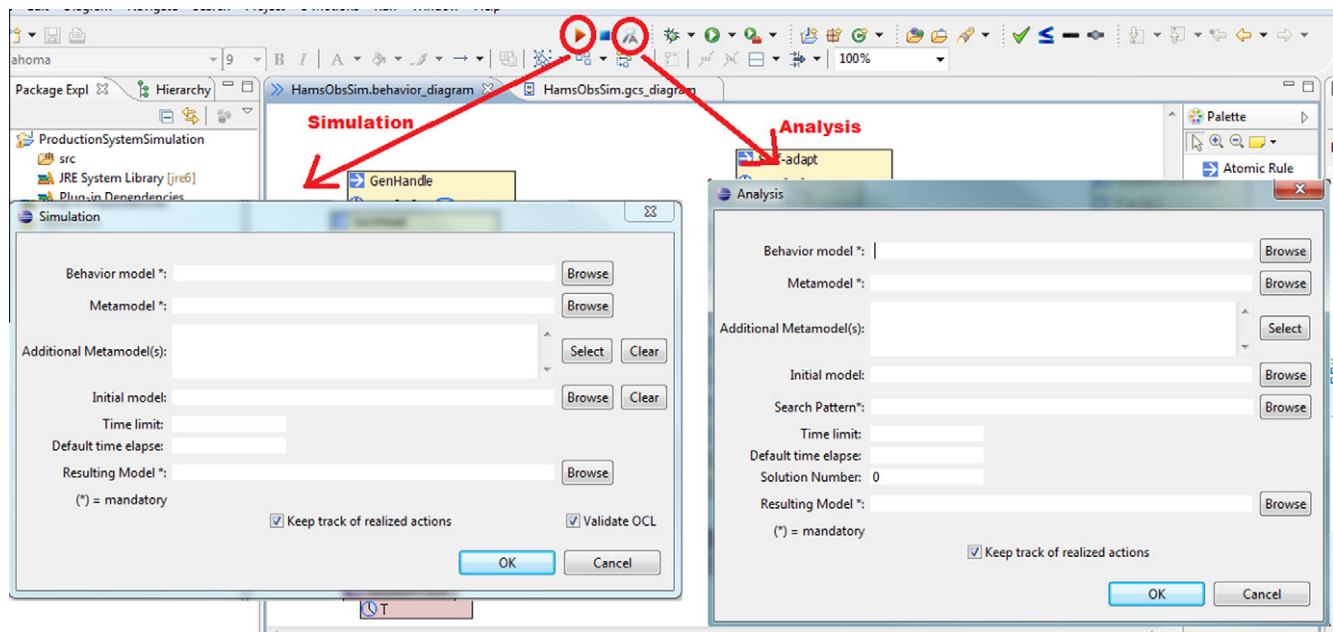 ahoma 9 B I A 100%
Package Expl Hierarchy HamsObsSim.behavior_diagram HamsObsSim.gcs_diagram
Palette
ProductionSystemSimulation
src
JRE System Library [jre6]
Plug-in Dependencies
Simulation
Analysis
GenHandle
Self-adapt
Atomic Rule
Simulation
Behavior model *: Browse
Metamodel *: Browse
Additional Metamodel(s): Select Clear
Initial model: Browse Clear
Time limit:
Default time elapse:
Resulting Model *: Browse
(*) = mandatory
Keep track of realized actions Validate OCL
OK Cancel
T
Analysis
Behavior model *: Browse
Metamodel *: Browse
Additional Metamodel(s): Select
Initial model: Browse
Search Pattern*: Browse
Time limit:
Default time elapse:
Solution Number: 0
Resulting Model *: Browse
(*) = mandatory
Keep track of realized actions
OK Cancel